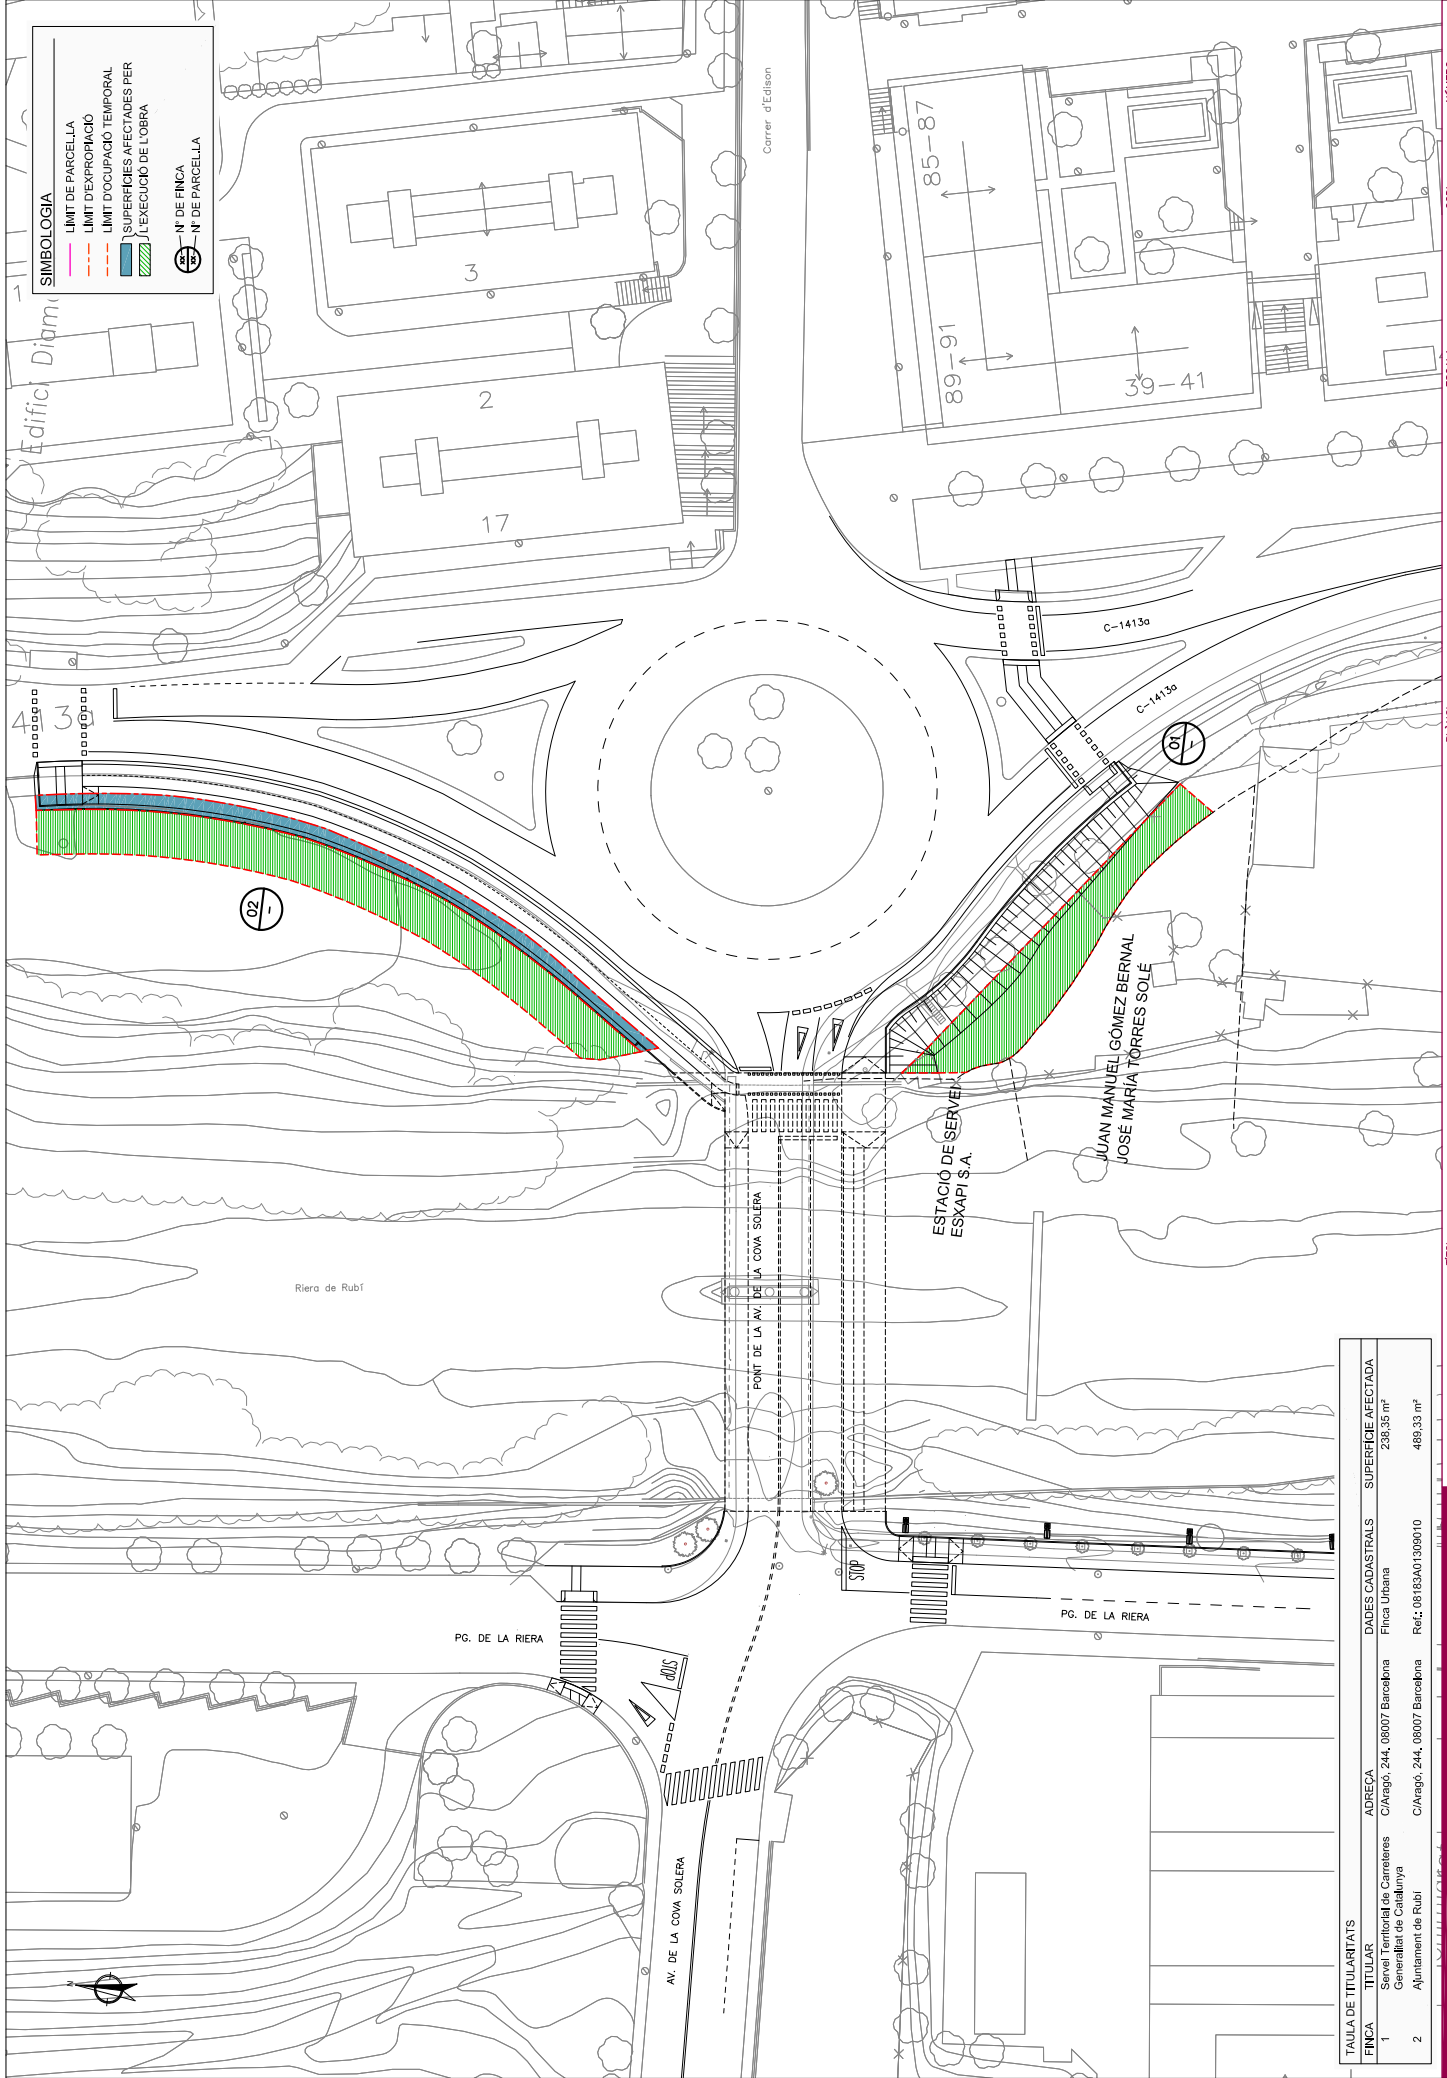 SIMBOLOGIA
LÍMIT DE PARCEL.LA
LÍMIT D'EXPROPIACIÓ
LÍMIT D'OCUPACIÓ TEMPORAL
SUPERFÍCIES AFECTADES PER
L'EXECUCIÓ DE L'OBRA
Nº DE FINCA
Nº DE PARCEL.LA
xx
xx
1
3
2
17
Carrer d'Edison
85-87
89-91
39-41
C-1413a
C-1413a
01
-
02
-
JUAN MANUEL GÓMEZ BERNAL
JOSÉ MARÍA TORRES SOLÉ
ESTACIÓ DE SERVEI
ESXAPI S.A.
PONT DE LA AV. DE LA COVA SOLERA
Riera de Rubí
STOP
STOP
PG. DE LA RIERA
PG. DE LA RIERA
AV. DE LA COVA SOLERA
N
TAULA DE TITULARITATS
FINCA TITULAR ADREÇA DADES CADASTRALS SUPERFÍCIE AFECTADA
1 Servei Territorial de Carreteres C/Aragó, 244, 08007 Barcelona Finca Urbana 238,35 m²
Generalitat de Catalunya
2 Ajuntament de Rubí C/Aragó, 244, 08007 Barcelona Ref.: 08183A01309010 489,33 m²